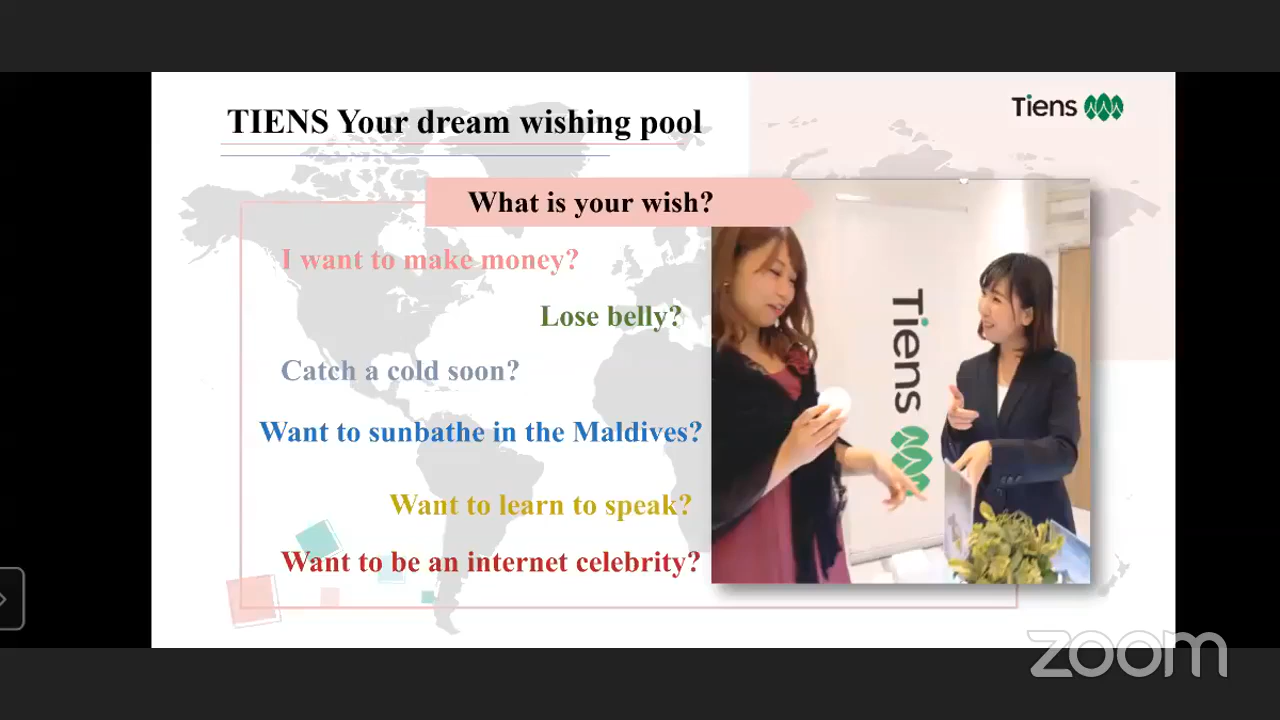 TIENS Your dream wishing pool
Tiens
What is your wish?
I want to make money?
Lose belly?
Catch a cold soon?
Want to sunbathe in the Maldives?
Want to learn to speak?
Want to be an internet celebrity?
Tiens
zoom